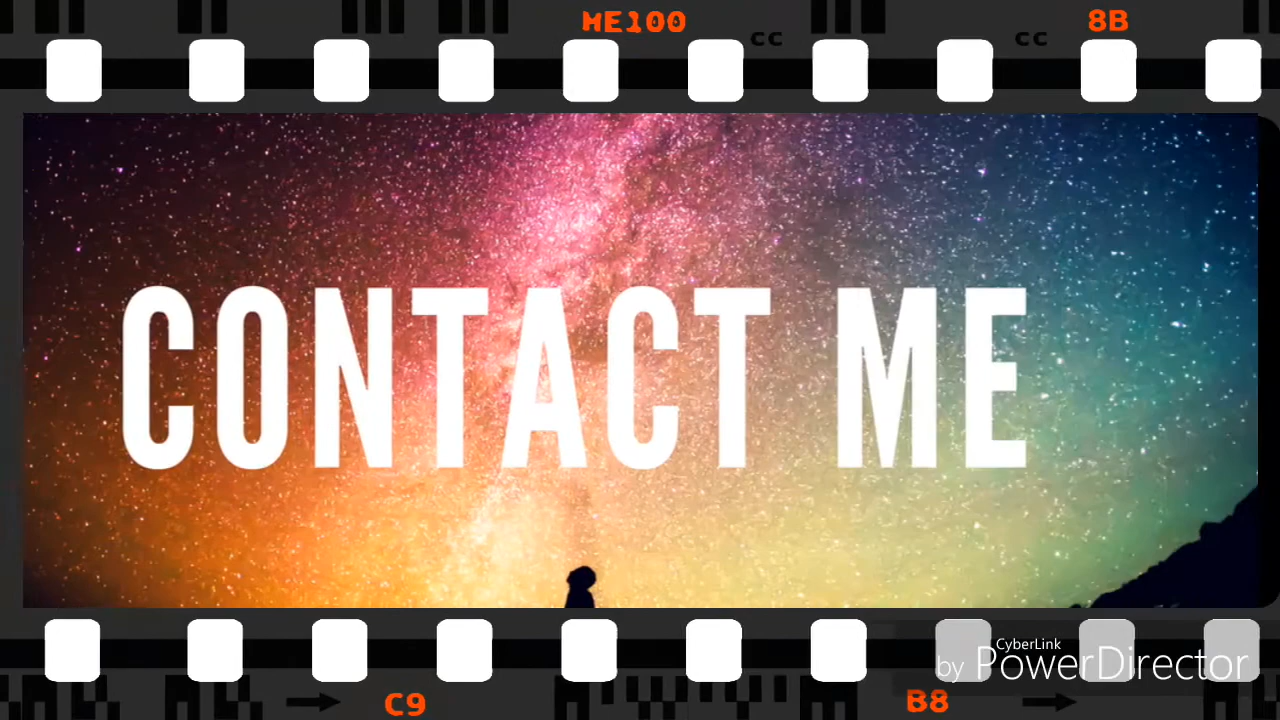 ME100
8B
cc
cc
CONTACT ME
CyberLink
by PowerDirector
C9
B8